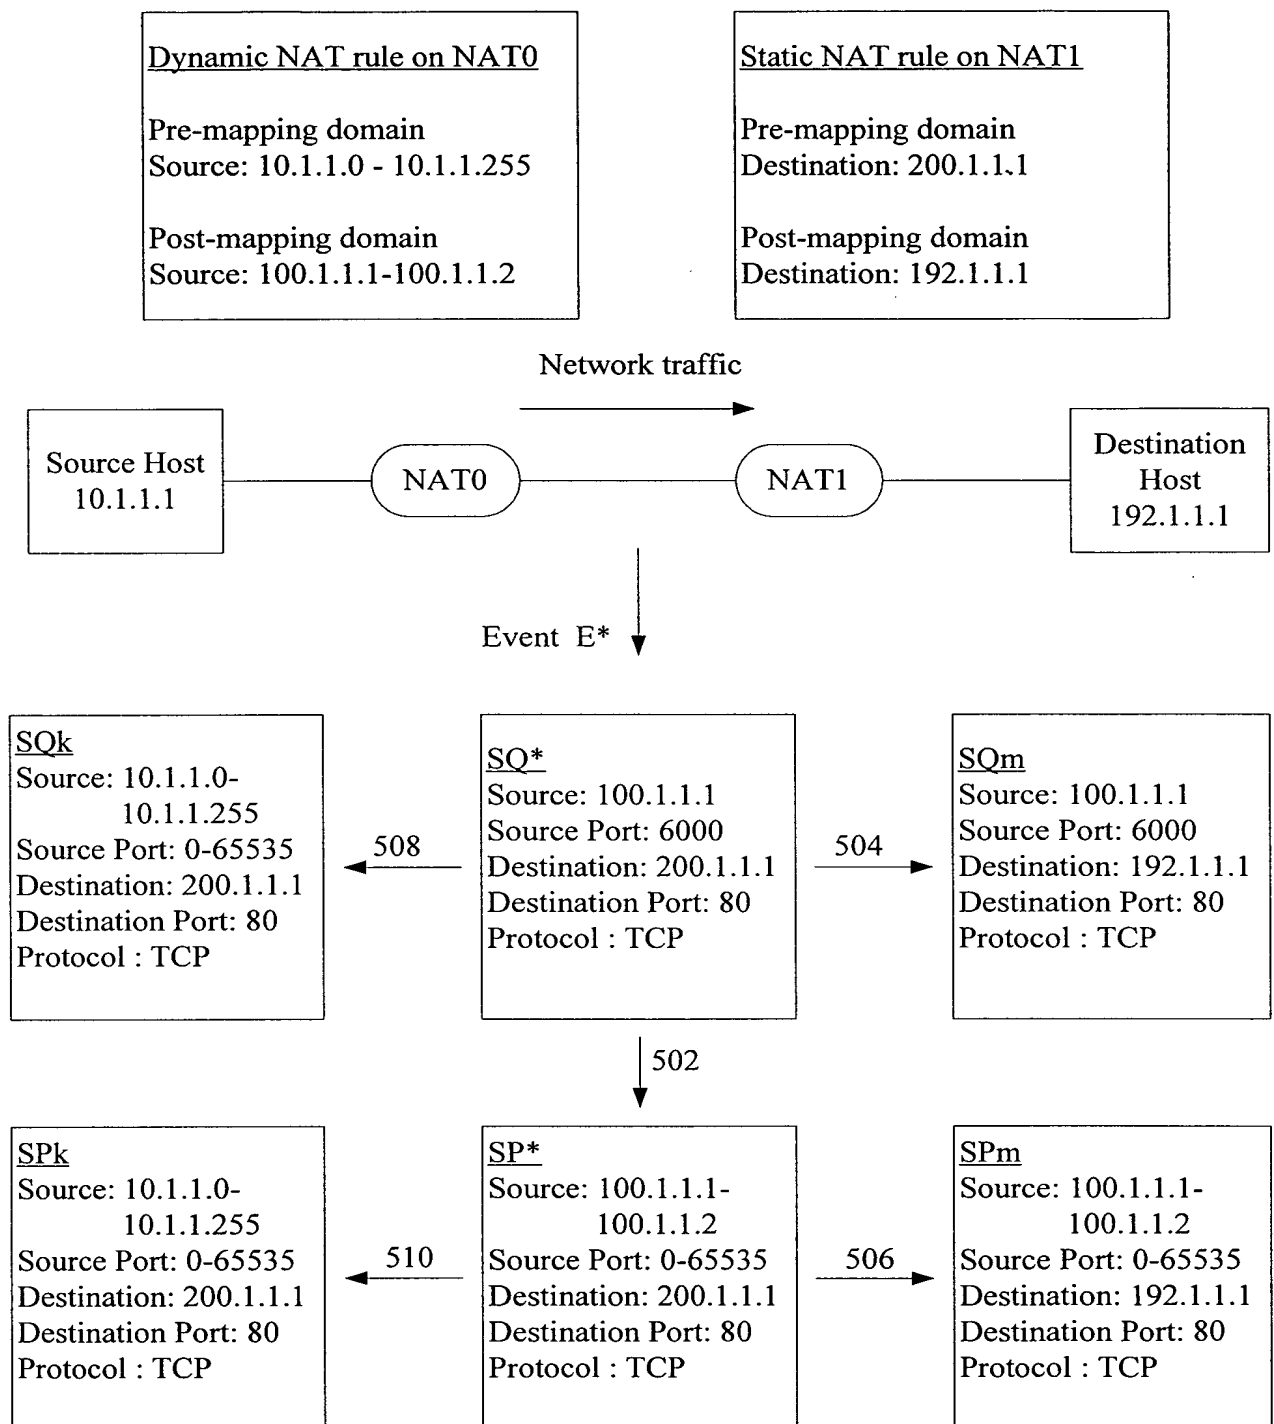 Dynamic NAT rule on NAT0
Pre-mapping domain
Source: 10.1.1.0 - 10.1.1.255
Post-mapping domain
Source: 100.1.1.1-100.1.1.2
Static NAT rule on NAT1
Pre-mapping domain
Destination: 200.1.1.1
Post-mapping domain
Destination: 192.1.1.1
Network traffic
Source Host
10.1.1.1
NAT0
NAT1
Destination
Host
192.1.1.1
Event E*
SQk
Source: 10.1.1.0-
10.1.1.255
Source Port: 0-65535
Destination: 200.1.1.1
Destination Port: 80
Protocol : TCP
508
SQ*
Source: 100.1.1.1
Source Port: 6000
Destination: 200.1.1.1
Destination Port: 80
Protocol : TCP
504
SQm
Source: 100.1.1.1
Source Port: 6000
Destination: 192.1.1.1
Destination Port: 80
Protocol : TCP
502
SPk
Source: 10.1.1.0-
10.1.1.255
Source Port: 0-65535
Destination: 200.1.1.1
Destination Port: 80
Protocol : TCP
510
SP*
Source: 100.1.1.1-
100.1.1.2
Source Port: 0-65535
Destination: 200.1.1.1
Destination Port: 80
Protocol: TCP
506
SPm
Source: 100.1.1.1-
100.1.1.2
Source Port: 0-65535
Destination: 192.1.1.1
Destination Port: 80
Protocol : TCP